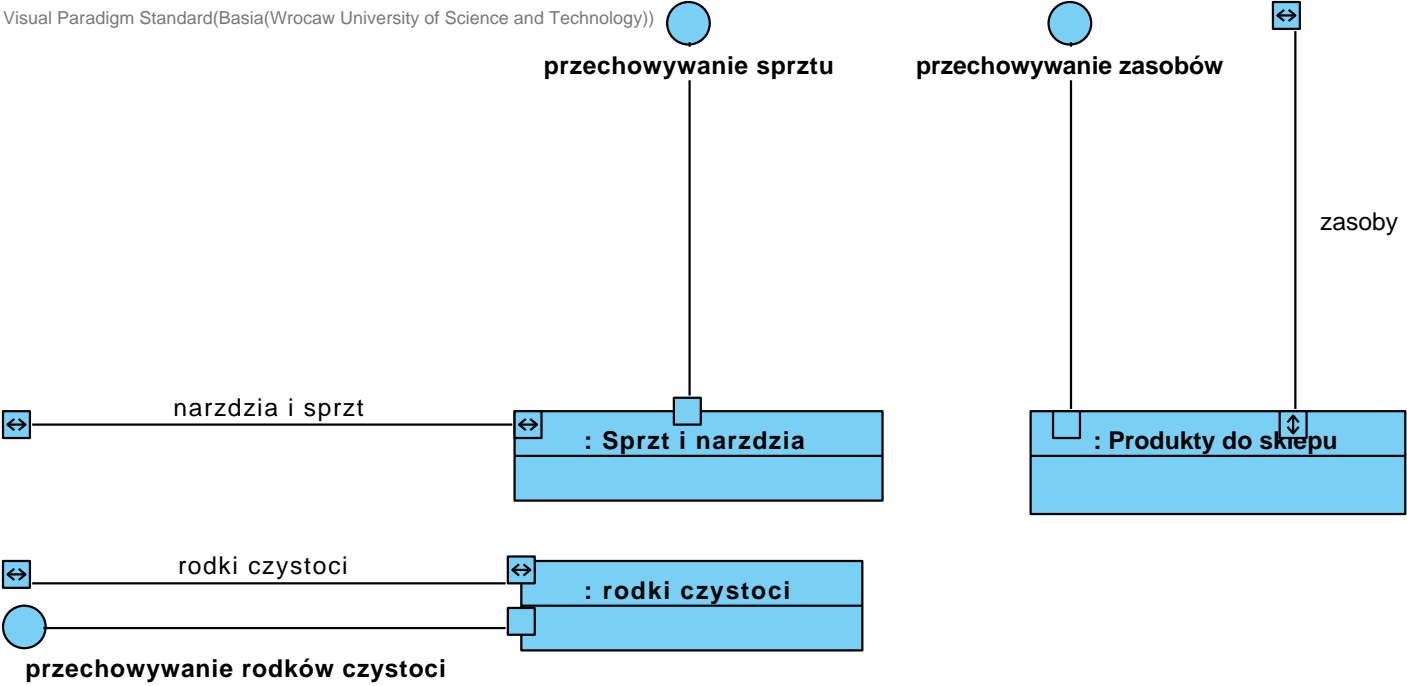 Visual Paradigm Standard(Basia(Wrocaw University of Science and Technology))
przechowywanie sprztu
przechowywanie zasobów
zasoby
narzdzia i sprzt
: Sprzt i narzdzia
: Produkty do sklepu
rodki czystoci
: rodki czystoci
przechowywanie rodków czystoci